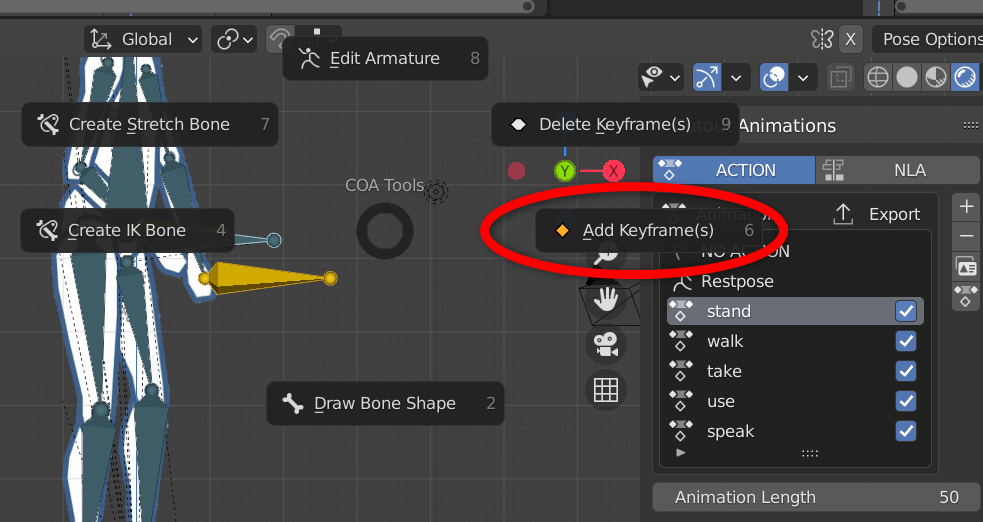 Global
X
Pose Options
Edit Armature 8
Create Stretch Bone 7
Delete Keyframe(s) 9
Animations
Y X
ACTION
NLA
COA Tools
Create IK Bone 4
Add Keyframe(s) 6
Export
NO ACTION
Restpose
stand
walk
take
use
speak
Draw Bone Shape 2
Animation Length 50